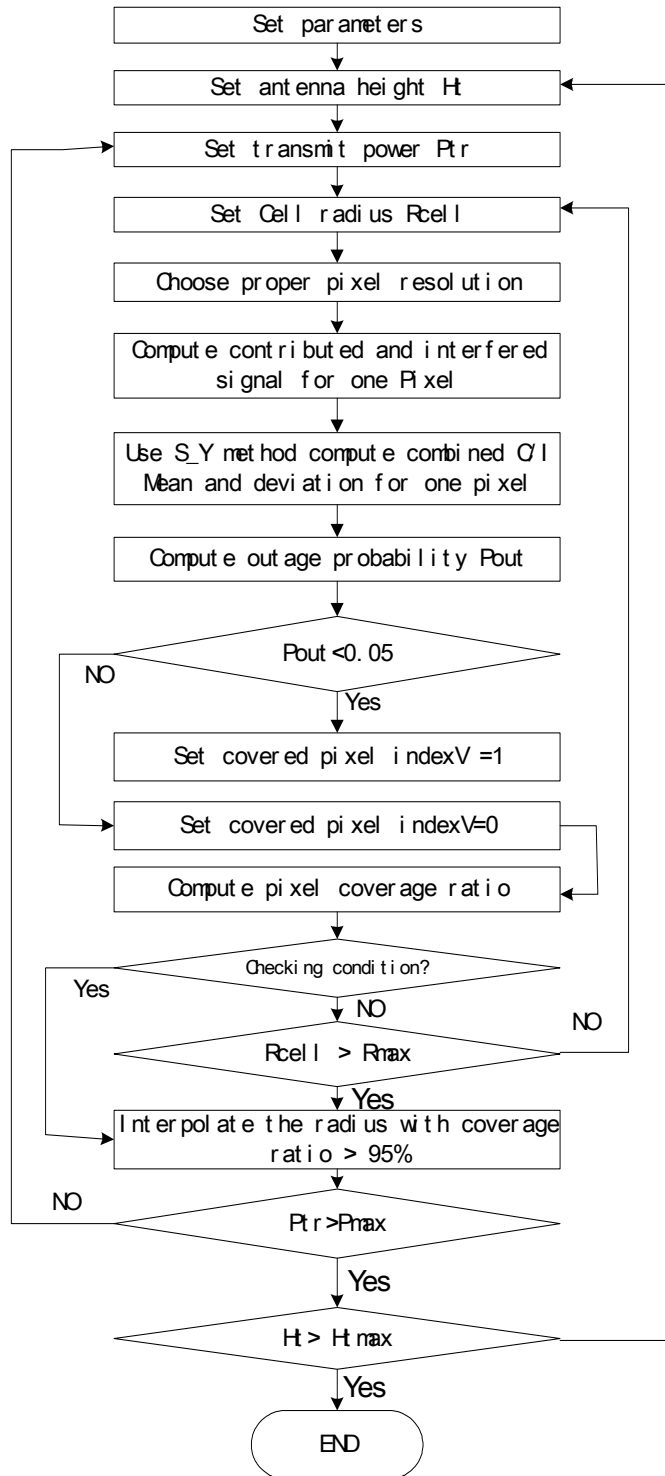 Set parameters
Set antenna height Ht
Set transmit power Ptr
Set Cell radius Rcell
Choose proper pixel resolution
Compute contributed and interfered
signal for one Pixel
Use S_Y method compute combined C/I
Mean and deviation for one pixel
Compute outage probability Pout
Pout<0.05
NO
Yes
Set covered pixel indexV =1
Set covered pixel indexV=0
Compute pixel coverage ratio
Checking condition?
Yes
NO
NO
Rcell > Rmax
Yes
Interpolate the radius with coverage
ratio > 95%
NO
Ptr>Pmax
Yes
Ht> Htmax
Yes
END